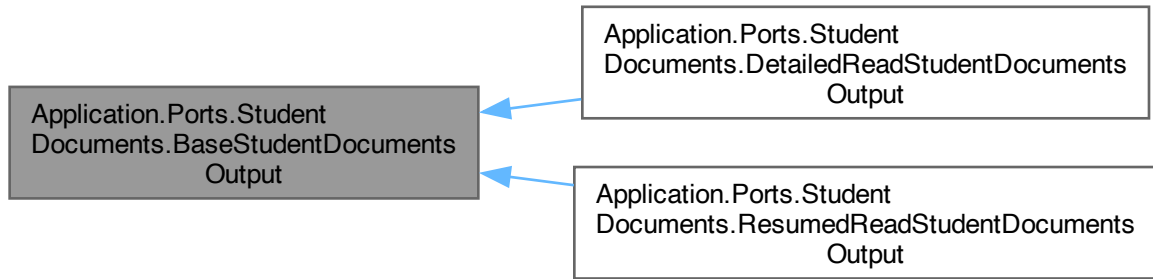 Application.Ports.Student
Documents.BaseStudentDocuments
Output
Application.Ports.Student
Documents.DetailedReadStudentDocuments
Output
Application.Ports.Student
Documents.ResumedReadStudentDocuments
Output